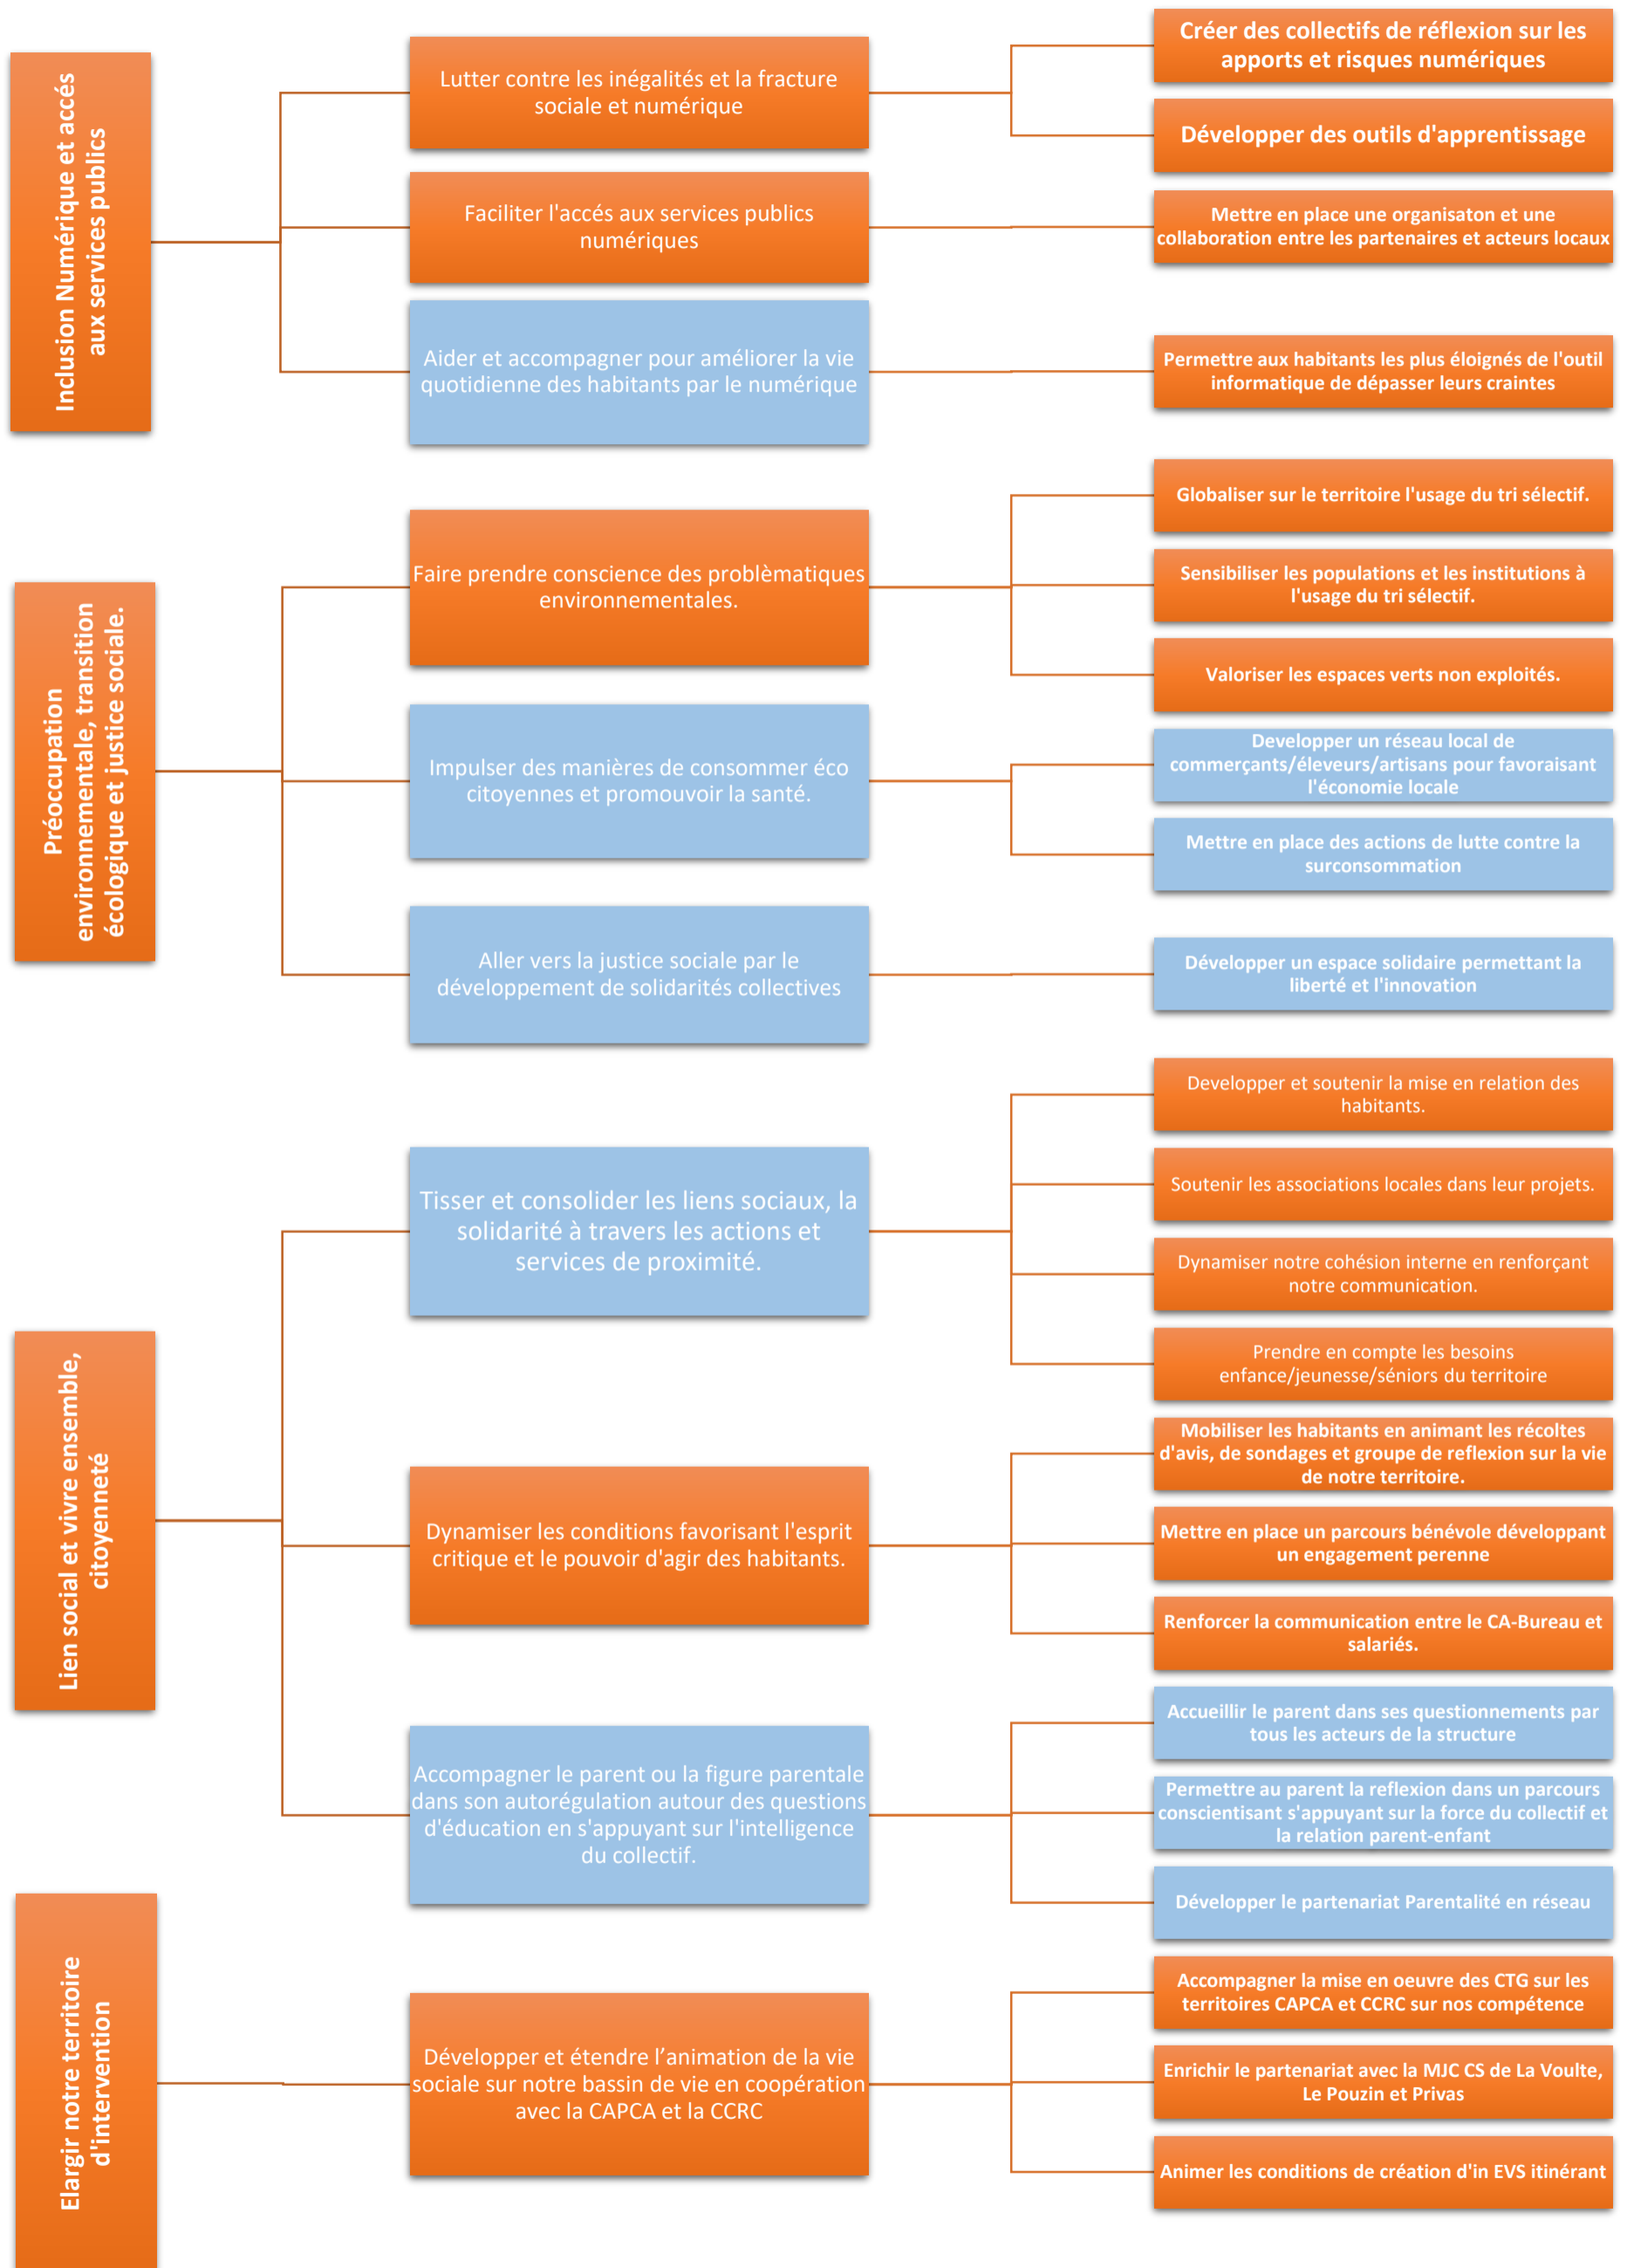 Inclusion Numérique et accés
aux services publics
Lutter contre les inégalités et la fracture
sociale et numérique
Créer des collectifs de réflexion sur les
apports et risques numériques
Développer des outils d'apprentissage
Faciliter l'accés aux services publics
numériques
Mettre en place une organisaton et une
collaboration entre les partenaires et acteurs locaux
Aider et accompagner pour améliorer la vie
quotidienne des habitants par le numérique
Permettre aux habitants les plus éloignés de l'outil
informatique de dépasser leurs craintes
Préoccupation
environnementale, transition
écologique et justice sociale.
Faire prendre conscience des problèmatiques
environnementales.
Globaliser sur le territoire l'usage du tri sélectif.
Sensibiliser les populations et les institutions à
l'usage du tri sélectif.
Valoriser les espaces verts non exploités.
Impulser des manières de consommer éco
citoyennes et promouvoir la santé.
Developper un réseau local de
commerçants/éleveurs/artisans pour favoraisant
l'économie locale
Mettre en place des actions de lutte contre la
surconsommation
Aller vers la justice sociale par le
développement de solidarités collectives
Développer un espace solidaire permettant la
liberté et l'innovation
Lien social et vivre ensemble,
citoyenneté
Tisser et consolider les liens sociaux, la
solidarité à travers les actions et
services de proximité.
Developper et soutenir la mise en relation des
habitants.
Soutenir les associations locales dans leur projets.
Dynamiser notre cohésion interne en renforçant
notre communication.
Prendre en compte les besoins
enfance/jeunesse/séniors du territoire
Dynamiser les conditions favorisant l'esprit
critique et le pouvoir d'agir des habitants.
Mobiliser les habitants en animant les récoltes
d'avis, de sondages et groupe de reflexion sur la vie
de notre territoire.
Mettre en place un parcours bénévole développant
un engagement perenne
Renforcer la communication entre le CA-Bureau et
salariés.
Accompagner le parent ou la figure parentale
dans son autorégulation autour des questions
d'éducation en s'appuyant sur l'intelligence
du collectif.
Accueillir le parent dans ses questionnements par
tous les acteurs de la structure
Permettre au parent la reflexion dans un parcours
conscientisant s'appuyant sur la force du collectif et
la relation parent-enfant
Développer le partenariat Parentalité en réseau
Elargir notre territoire
d'intervention
Développer et étendre l’animation de la vie
sociale sur notre bassin de vie en coopération
avec la CAPCA et la CCRC
Accompagner la mise en oeuvre des CTG sur les
territoires CAPCA et CCRC sur nos compétence
Enrichir le partenariat avec la MJC CS de La Voulte,
Le Pouzin et Privas
Animer les conditions de création d'in EVS itinérant